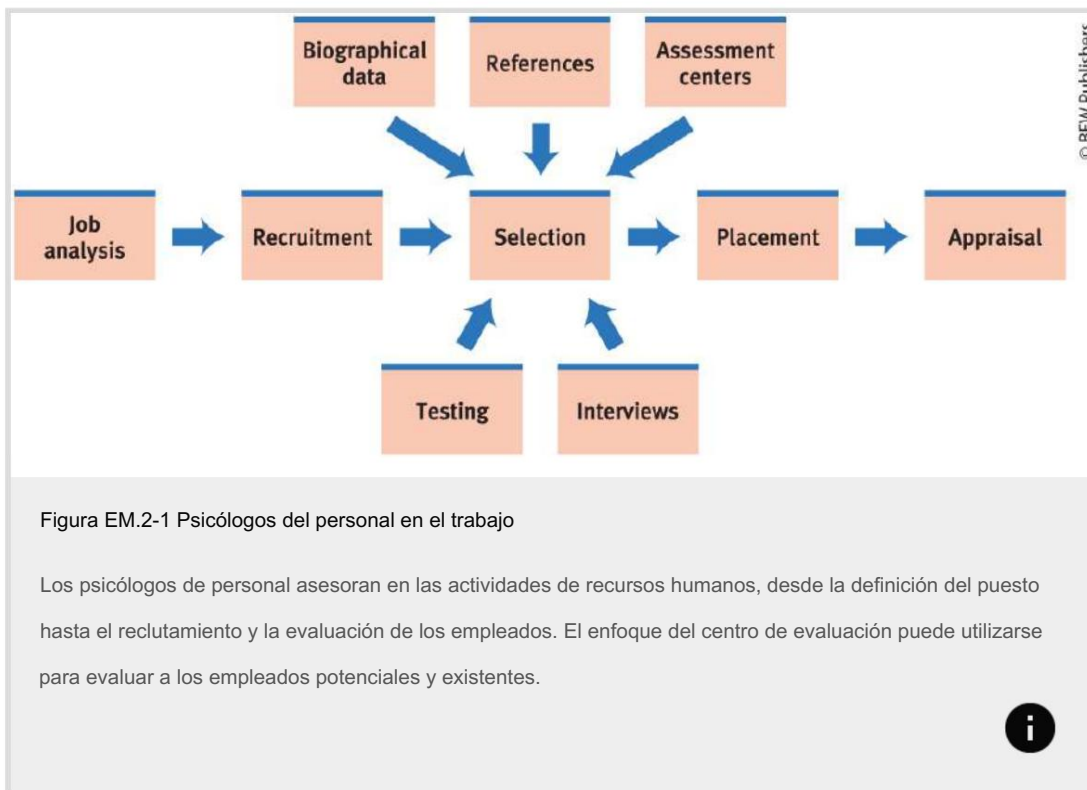 Biographical
data
References
Assessment
centers
© BFW Publishers
Job
analysis
Recruitment
Selection
Placement
Appraisal
Testing
Interviews
Figura EM.2-1 Psicólogos del personal en el trabajo
Los psicólogos de personal asesoran en las actividades de recursos humanos, desde la definición del puesto
hasta el reclutamiento y la evaluación de los empleados. El enfoque del centro de evaluación puede utilizarse
para evaluar a los empleados potenciales y existentes.
i